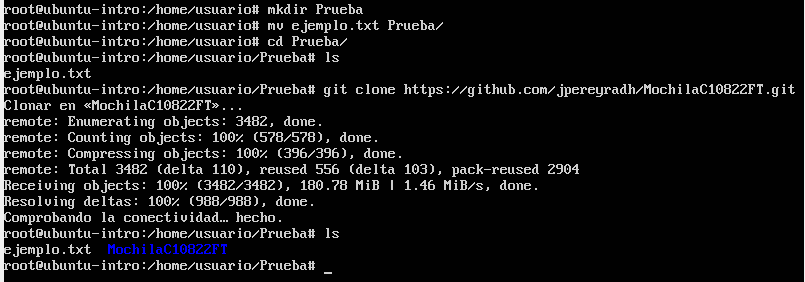 root@ubuntu-intro:/home/usuario# mkdir Prueba
root@ubuntu-intro:/home/usuario# mv ejemplo.txt Prueba/
root@ubuntu-intro:/home/usuario# cd Prueba/
root@ubuntu-intro:/home/usuario/Prueba# ls
ejemplo.txt
root@ubuntu-intro:/home/usuario/Prueba# git clone https://github.com/jpereyradh/MochilaC10822FT.git
Clonar en «MochilaC10822FT»...
remote: Enumerating objects: 3482, done.
remote: Counting objects: 100% (578/578), done.
remote: Compressing objects: 100% (396/396), done.
remote: Total 3482 (delta 110), reused 556 (delta 103), pack-reused 2904
Receiving objects: 100% (3482/3482), 180.78 MiB | 1.46 MiB/s, done.
Resolving deltas: 100% (988/988), done.
Comprobando la conectividad… hecho.
root@ubuntu-intro:/home/usuario/Prueba# ls
ejemplo.txt  MochilaC10822FT
root@ubuntu-intro:/home/usuario/Prueba# _